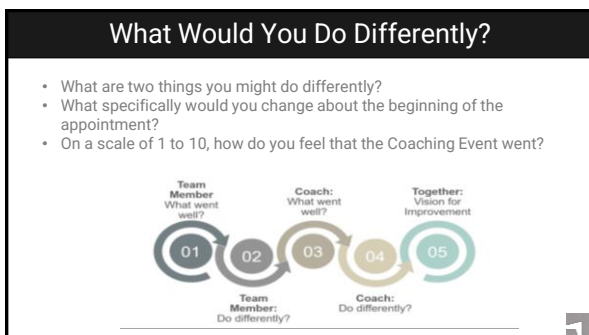 What Would You Do Differently?
• What are two things you might do differently?
• What specifically would you change about the beginning of the
appointment?
• On a scale of 1 to 10, how do you feel that the Coaching Event went?
Team
Member
What went
well?
01
02
Team
Member:
Do differently?
Coach:
What went
well?
03
04
Coach:
Do differently?
Together:
Vision for
Improvement
05